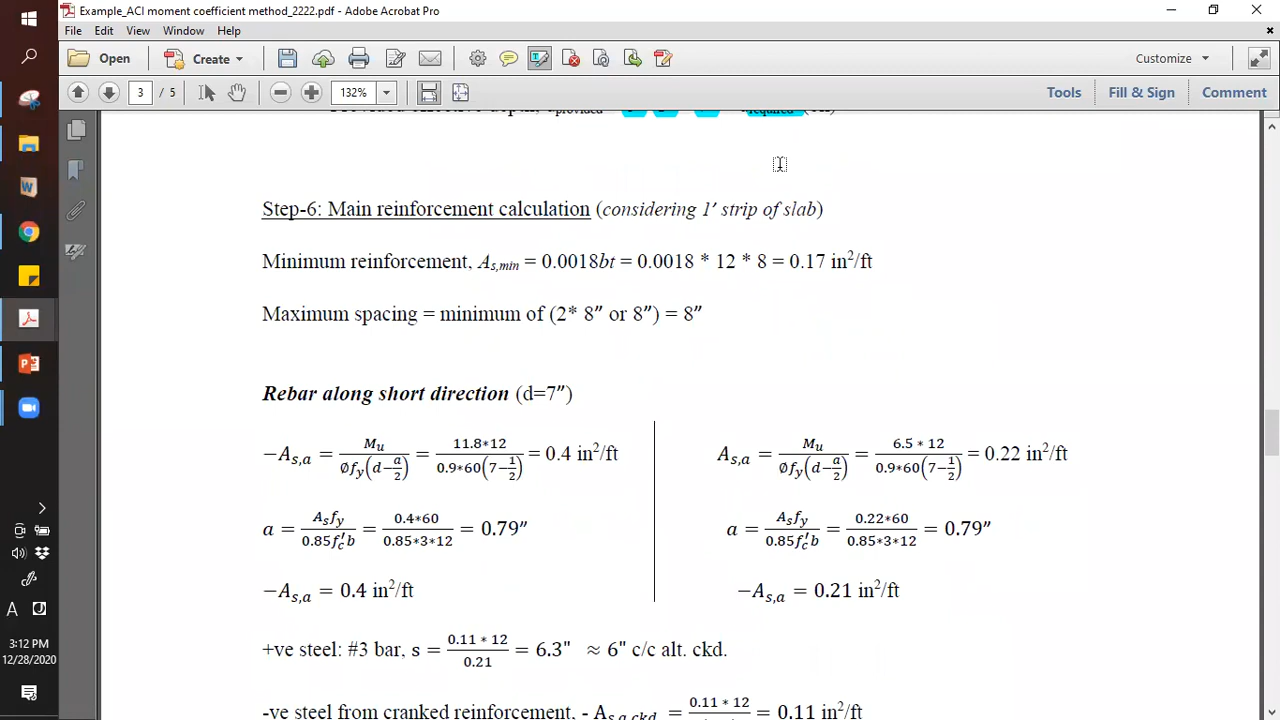 Example_ACI moment coefficient method_2222.pdf - Adobe Acrobat Pro
File Edit View Window Help
Open Create Customize
3 / 5 132% Tools Fill & Sign Comment
Step-6: Main reinforcement calculation (considering 1′ strip of slab)
Minimum reinforcement, As,min = 0.0018bt = 0.0018 * 12 * 8 = 0.17 in²/ft
Maximum spacing = minimum of (2* 8″ or 8″) = 8″
Rebar along short direction (d=7″)
−As,a = Mu / Øfy(d−a/2) = 11.8*12 / 0.9*60(7−1/2) = 0.4 in²/ft
a = As fy / 0.85f′c b = 0.4*60 / 0.85*3*12 = 0.79″
−As,a = 0.4 in²/ft
As,a = Mu / Øfy(d−a/2) = 6.5 * 12 / 0.9*60(7−1/2) = 0.22 in²/ft
a = As fy / 0.85f′c b = 0.22*60 / 0.85*3*12 = 0.79″
−As,a = 0.21 in²/ft
+ve steel: #3 bar, s = 0.11 * 12 / 0.21 = 6.3" ≈ 6" c/c alt. ckd.
-ve steel from cranked reinforcement, - As,a,ckd = 0.11 * 12 = 0.11 in²/ft
A
3:12 PM
12/28/2020